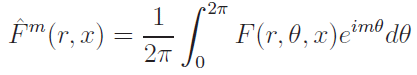 $\hat{F}^m(r, x) = \frac{1}{2\pi} \int_0^{2\pi} F(r, \theta, x) e^{im\theta} d\theta$